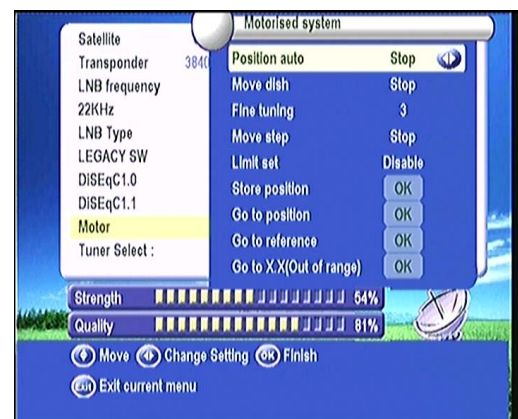 Motorised system
Satellite
Transponder 3840
LNB frequency
22KHz
LNB Type
LEGACY SW
DiSEqC1.0
DiSEqC1.1
Motor
Tuner Select :
Position auto Stop
Move dish Stop
Fine tuning 3
Move step Stop
Limit set Disable
Store position OK
Go to position OK
Go to reference OK
Go to X.X(Out of range) OK
Strength 54%
Quality 81%
Move Change Setting OK Finish
EXIT Exit current menu